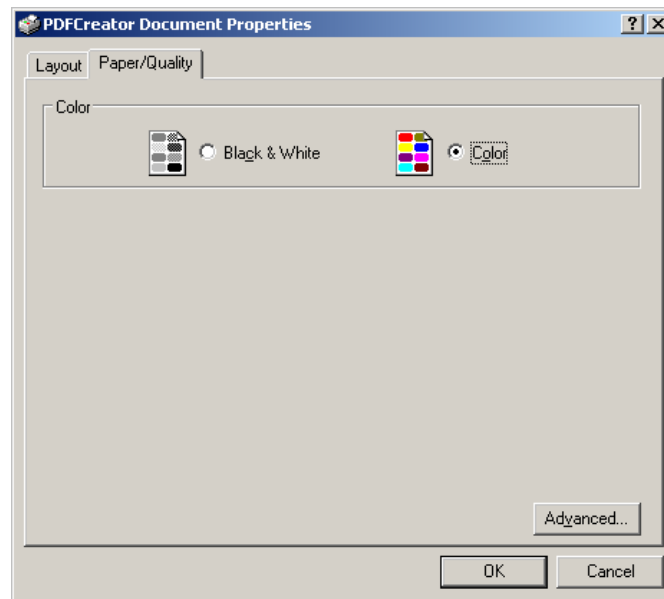 PDFCreator Document Properties
Layout
Paper/Quality
Color
Black & White
Color
Advanced...
OK
Cancel